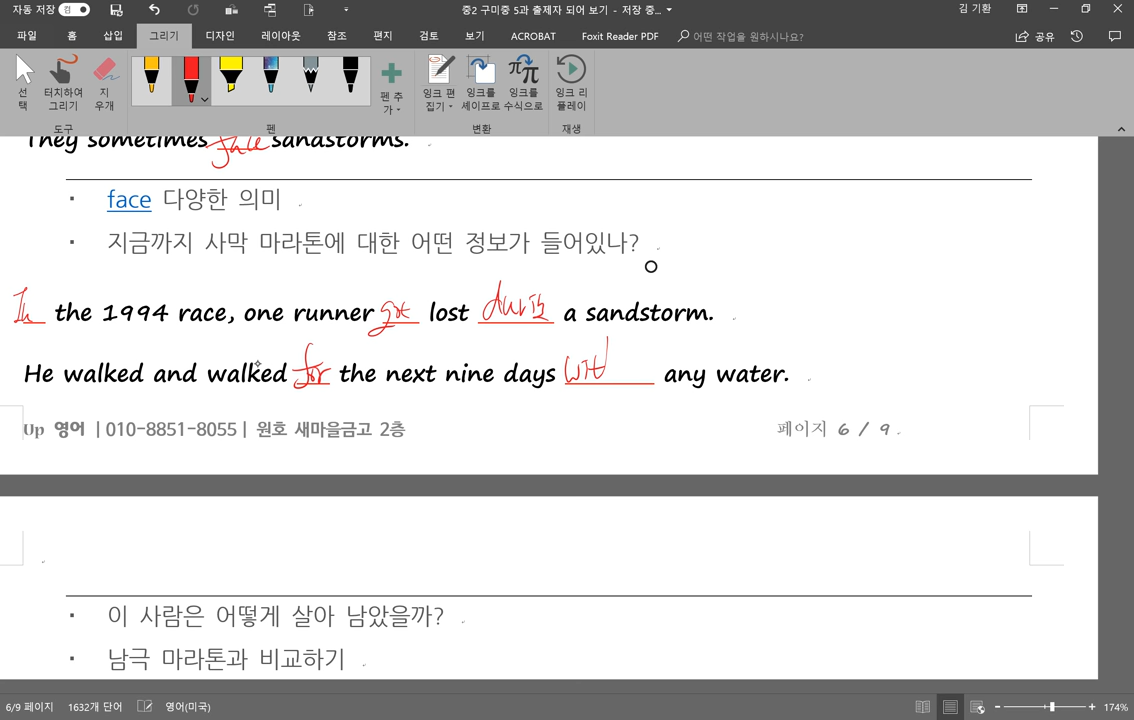 자동 저장 컴 중2 구미중 5과 출제자 되어 보기 - 저장 중... 김 기환
파일 홈 삽입 그리기 디자인 레이아웃 참조 편지 검토 보기 ACROBAT Foxit Reader PDF 어떤 작업을 원하시나요? 공유
선택 터치하여 그리기 지우개 펜 추가 잉크 편집기 잉크를 셰이프로 잉크를 수식으로 잉크 리플레이
도구 펜 변환 재생
They sometimes face sandstorms.
· face 다양한 의미
· 지금까지 사막 마라톤에 대한 어떤 정보가 들어있나?
In the 1994 race, one runner got lost during a sandstorm.
He walked and walked for the next nine days wit any water.
Up 영어 | 010-8851-8055 | 원호 새마을금고 2층 페이지 6 / 9
· 이 사람은 어떻게 살아 남았을까?
· 남극 마라톤과 비교하기
6/9 페이지 1632개 단어 영어(미국) 174%